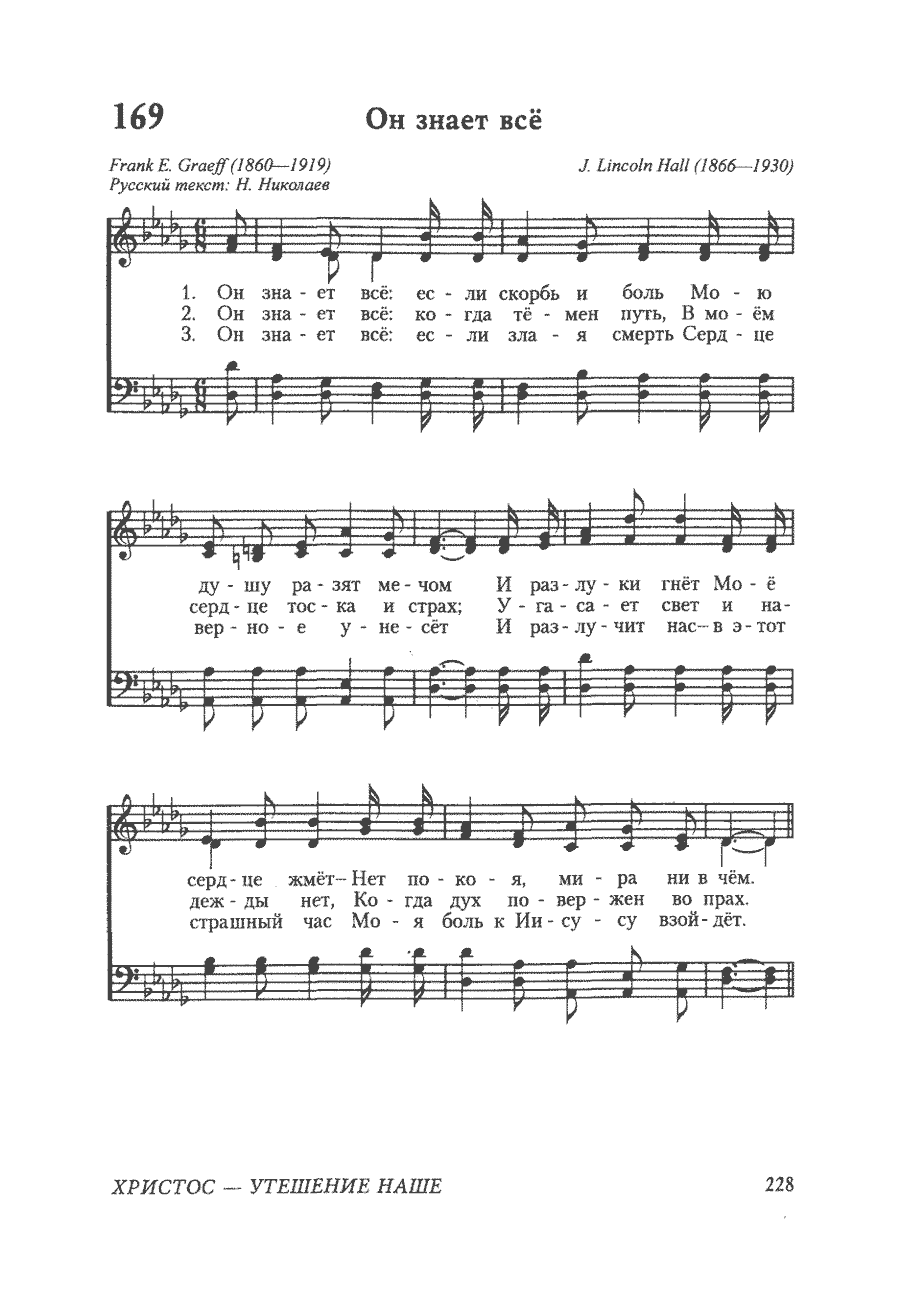 169 Он знает всё
Frank E. Graeff (1860—1919) J. Lincoln Hall (1866—1930)
Русский текст: Н. Николаев
1. Он зна - ет всё: ес - ли скорбь и боль Мо - ю
2. Он зна - ет всё: ко - гда тё - мен путь, В мо - ём
3. Он зна - ет всё: ес - ли зла - я смерть Серд - це
ду - шу ра - зят ме - чом И раз - лу - ки гнёт Мо - ё
серд - це тос - ка и страх; У - га - са - ет свет и на-
вер - но - е у - не - сёт И раз - лу - чит нас—в э - тот
серд - це жмёт—Нет по - ко - я, ми - ра ни в чём.
деж - ды нет, Ко - гда дух по - вер - жен во прах.
страшный час Мо - я боль к Ии - су - су взой - дёт.
ХРИСТОС — УТЕШЕНИЕ НАШЕ 228